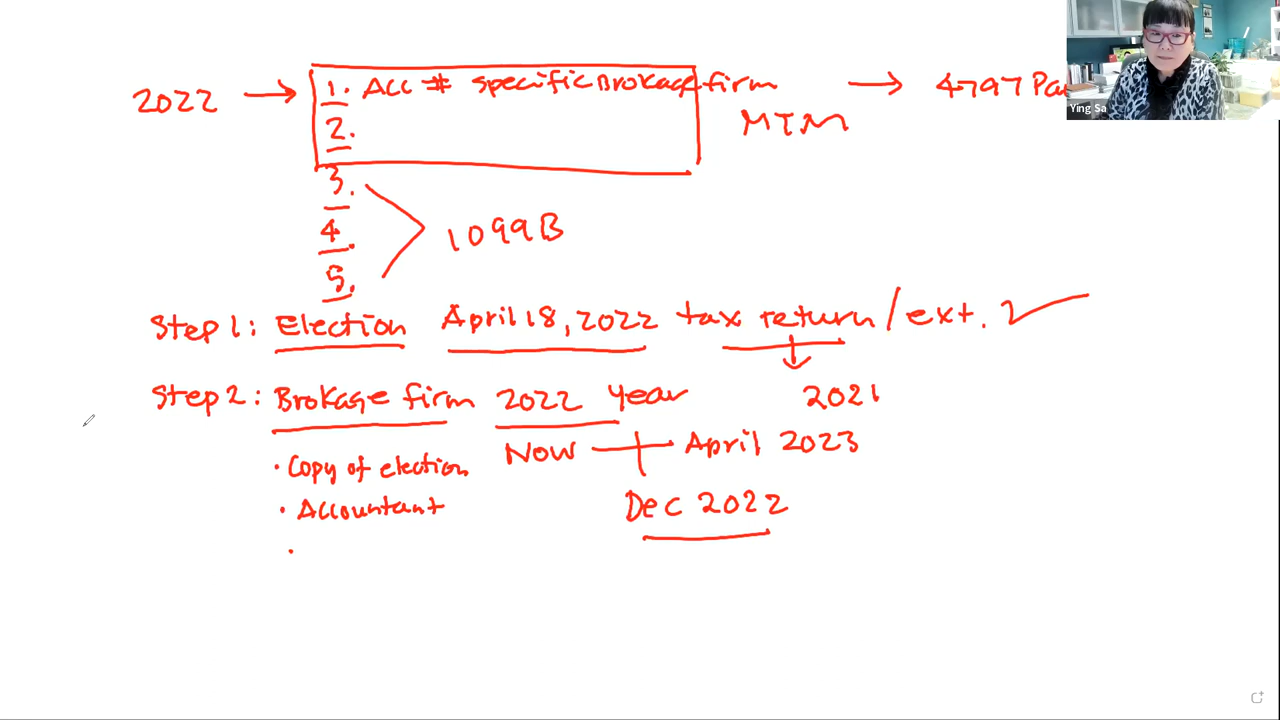 2022 → 1. Acc # specific Brokage firm → 4797 Pa
2. MTM
3.
4. 1099B
5.
Step 1: Election April 18, 2022 tax return / ext. ✓
Step 2: Brokage firm 2022 year 2021
Now — April 2023
• Copy of election
• Accountant Dec 2022
•
Ying Sa